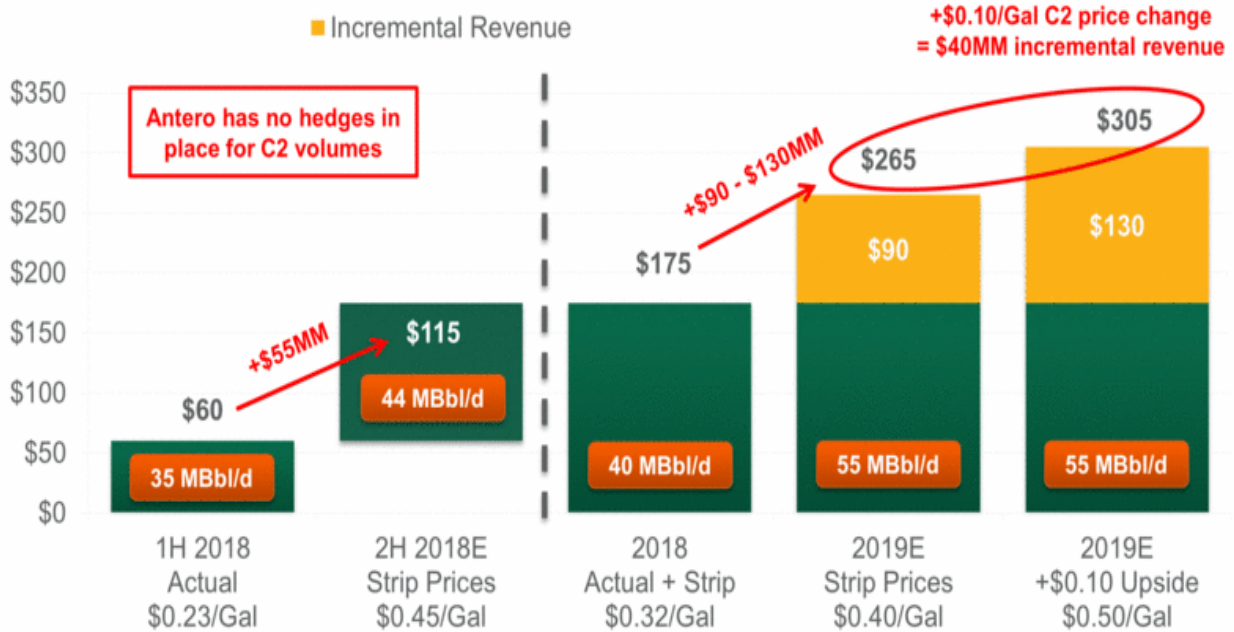 Incremental Revenue
+$0.10/Gal C2 price change
= $40MM incremental revenue
$350
$300
$250
$200
$150
$100
$50
$0
Antero has no hedges in
place for C2 volumes
$60
+$55MM
$115
$175
+$90 - $130MM
$265
$305
$90
$130
35 MBbl/d
44 MBbl/d
40 MBbl/d
55 MBbl/d
55 MBbl/d
1H 2018
Actual
$0.23/Gal
2H 2018E
Strip Prices
$0.45/Gal
2018
Actual + Strip
$0.32/Gal
2019E
Strip Prices
$0.40/Gal
2019E
+$0.10 Upside
$0.50/Gal